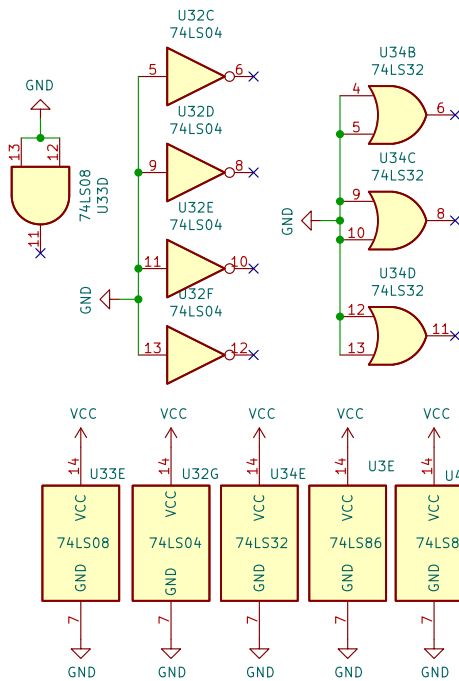 U32C
74LS04
5
6
U32D
74LS04
9
8
U32E
74LS04
11
10
U32F
74LS04
13
12
GND
GND
13
12
11
74LS08
U33D
U34B
74LS32
4
5
6
U34C
74LS32
9
10
8
GND
U34D
74LS32
12
13
11
VCC
14
U33E
VCC
74LS08
GND
7
GND
VCC
14
U32G
VCC
74LS04
GND
7
GND
VCC
14
U34E
VCC
74LS32
GND
7
GND
VCC
14
U3E
VCC
74LS86
GND
7
GND
VCC
14
VCC
GND
7
GND